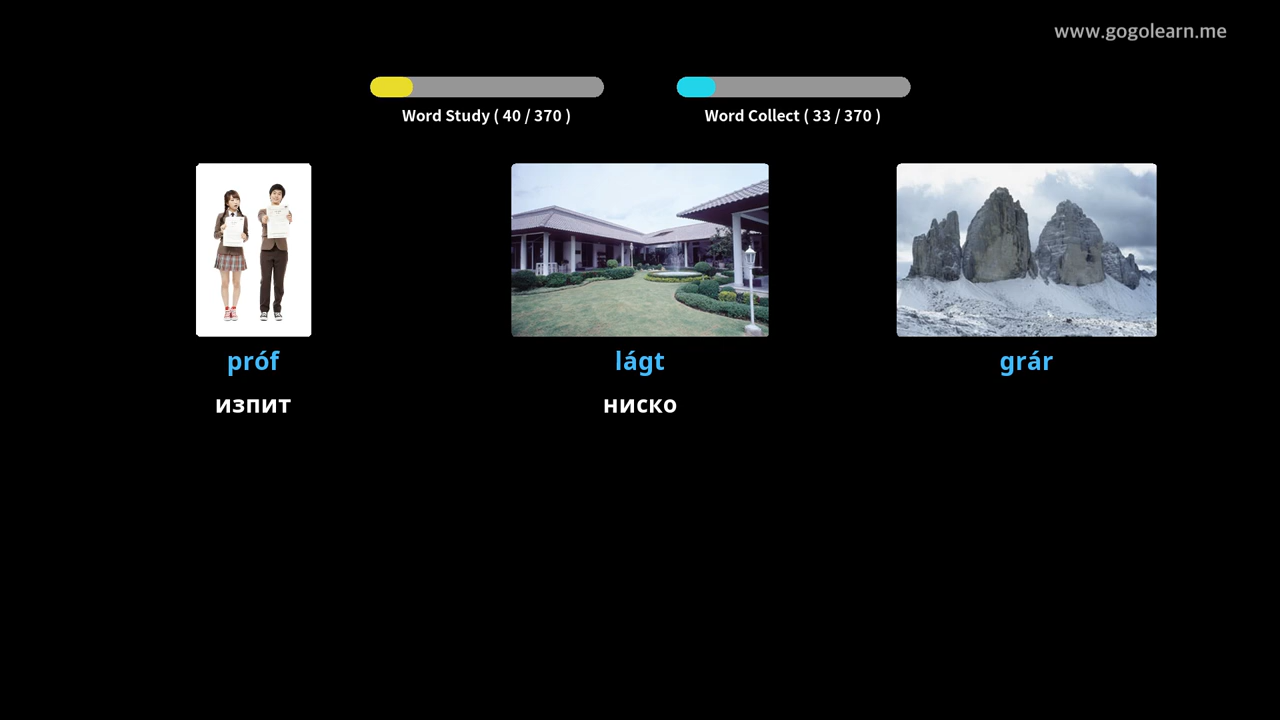 www.gogolearn.me
Word Study ( 40 / 370 )
Word Collect ( 33 / 370 )
próf
lágt
grár
изпит
ниско